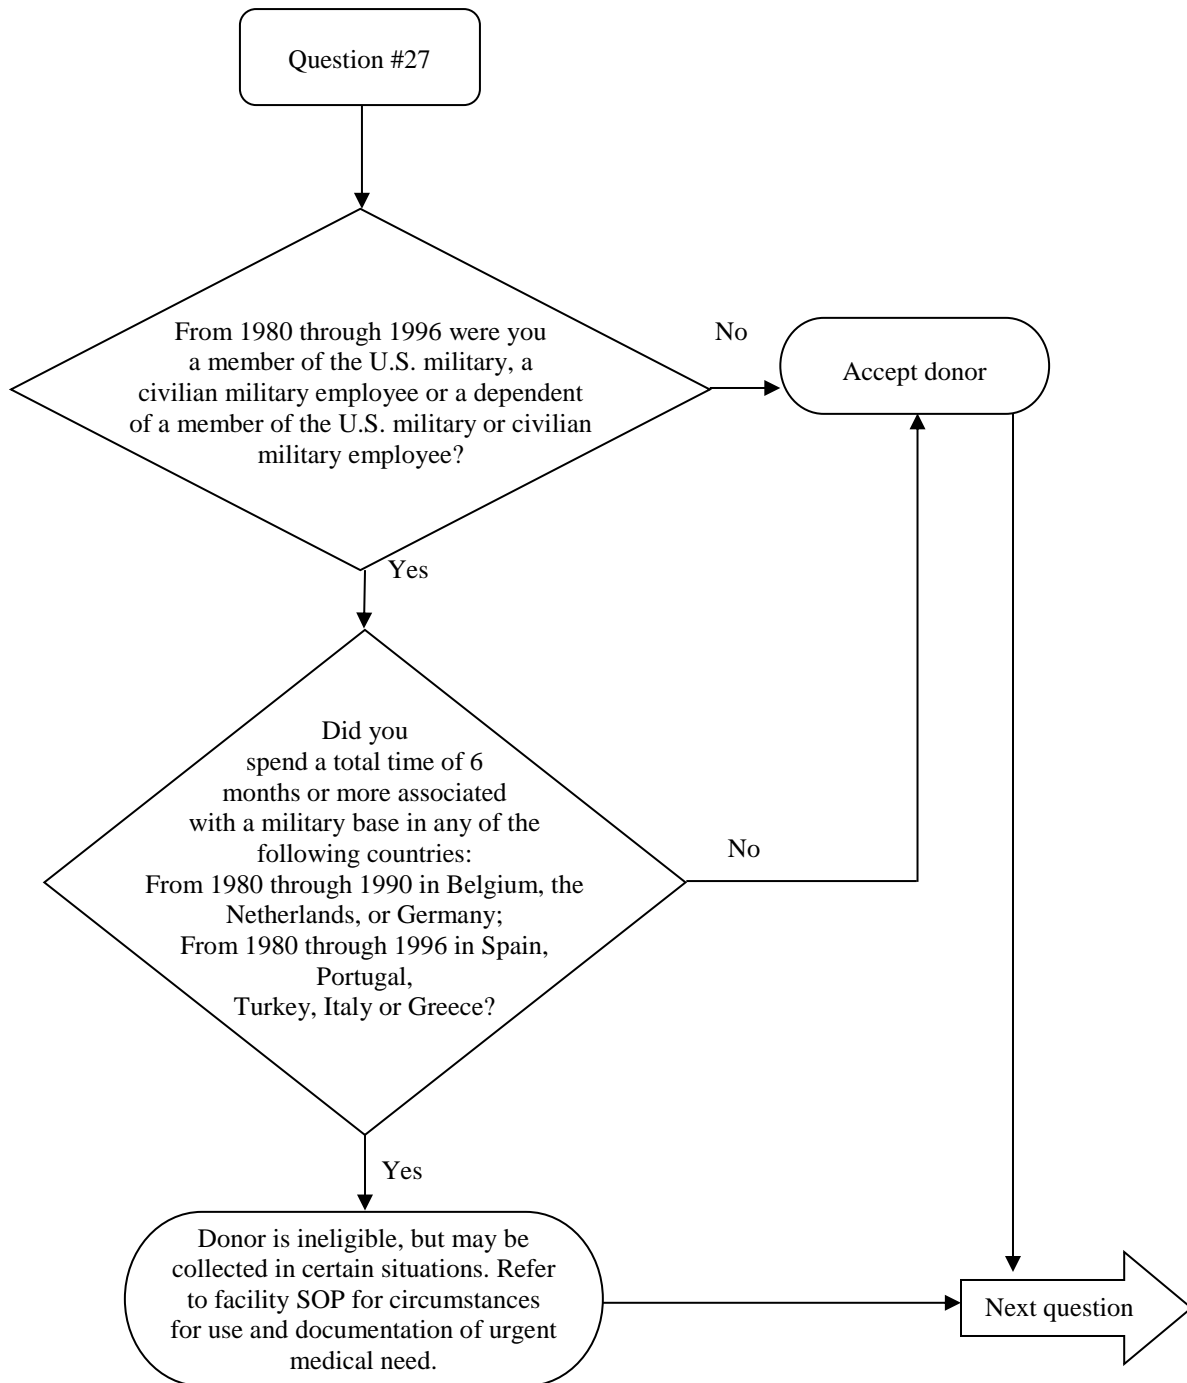 Question #27
From 1980 through 1996 were you
a member of the U.S. military, a
civilian military employee or a dependent
of a member of the U.S. military or civilian
military employee?
No
Accept donor
Yes
Did you
spend a total time of 6
months or more associated
with a military base in any of the
following countries:
From 1980 through 1990 in Belgium, the
Netherlands, or Germany;
From 1980 through 1996 in Spain,
Portugal,
Turkey, Italy or Greece?
No
Yes
Donor is ineligible, but may be
collected in certain situations. Refer
to facility SOP for circumstances
for use and documentation of urgent
medical need.
Next question